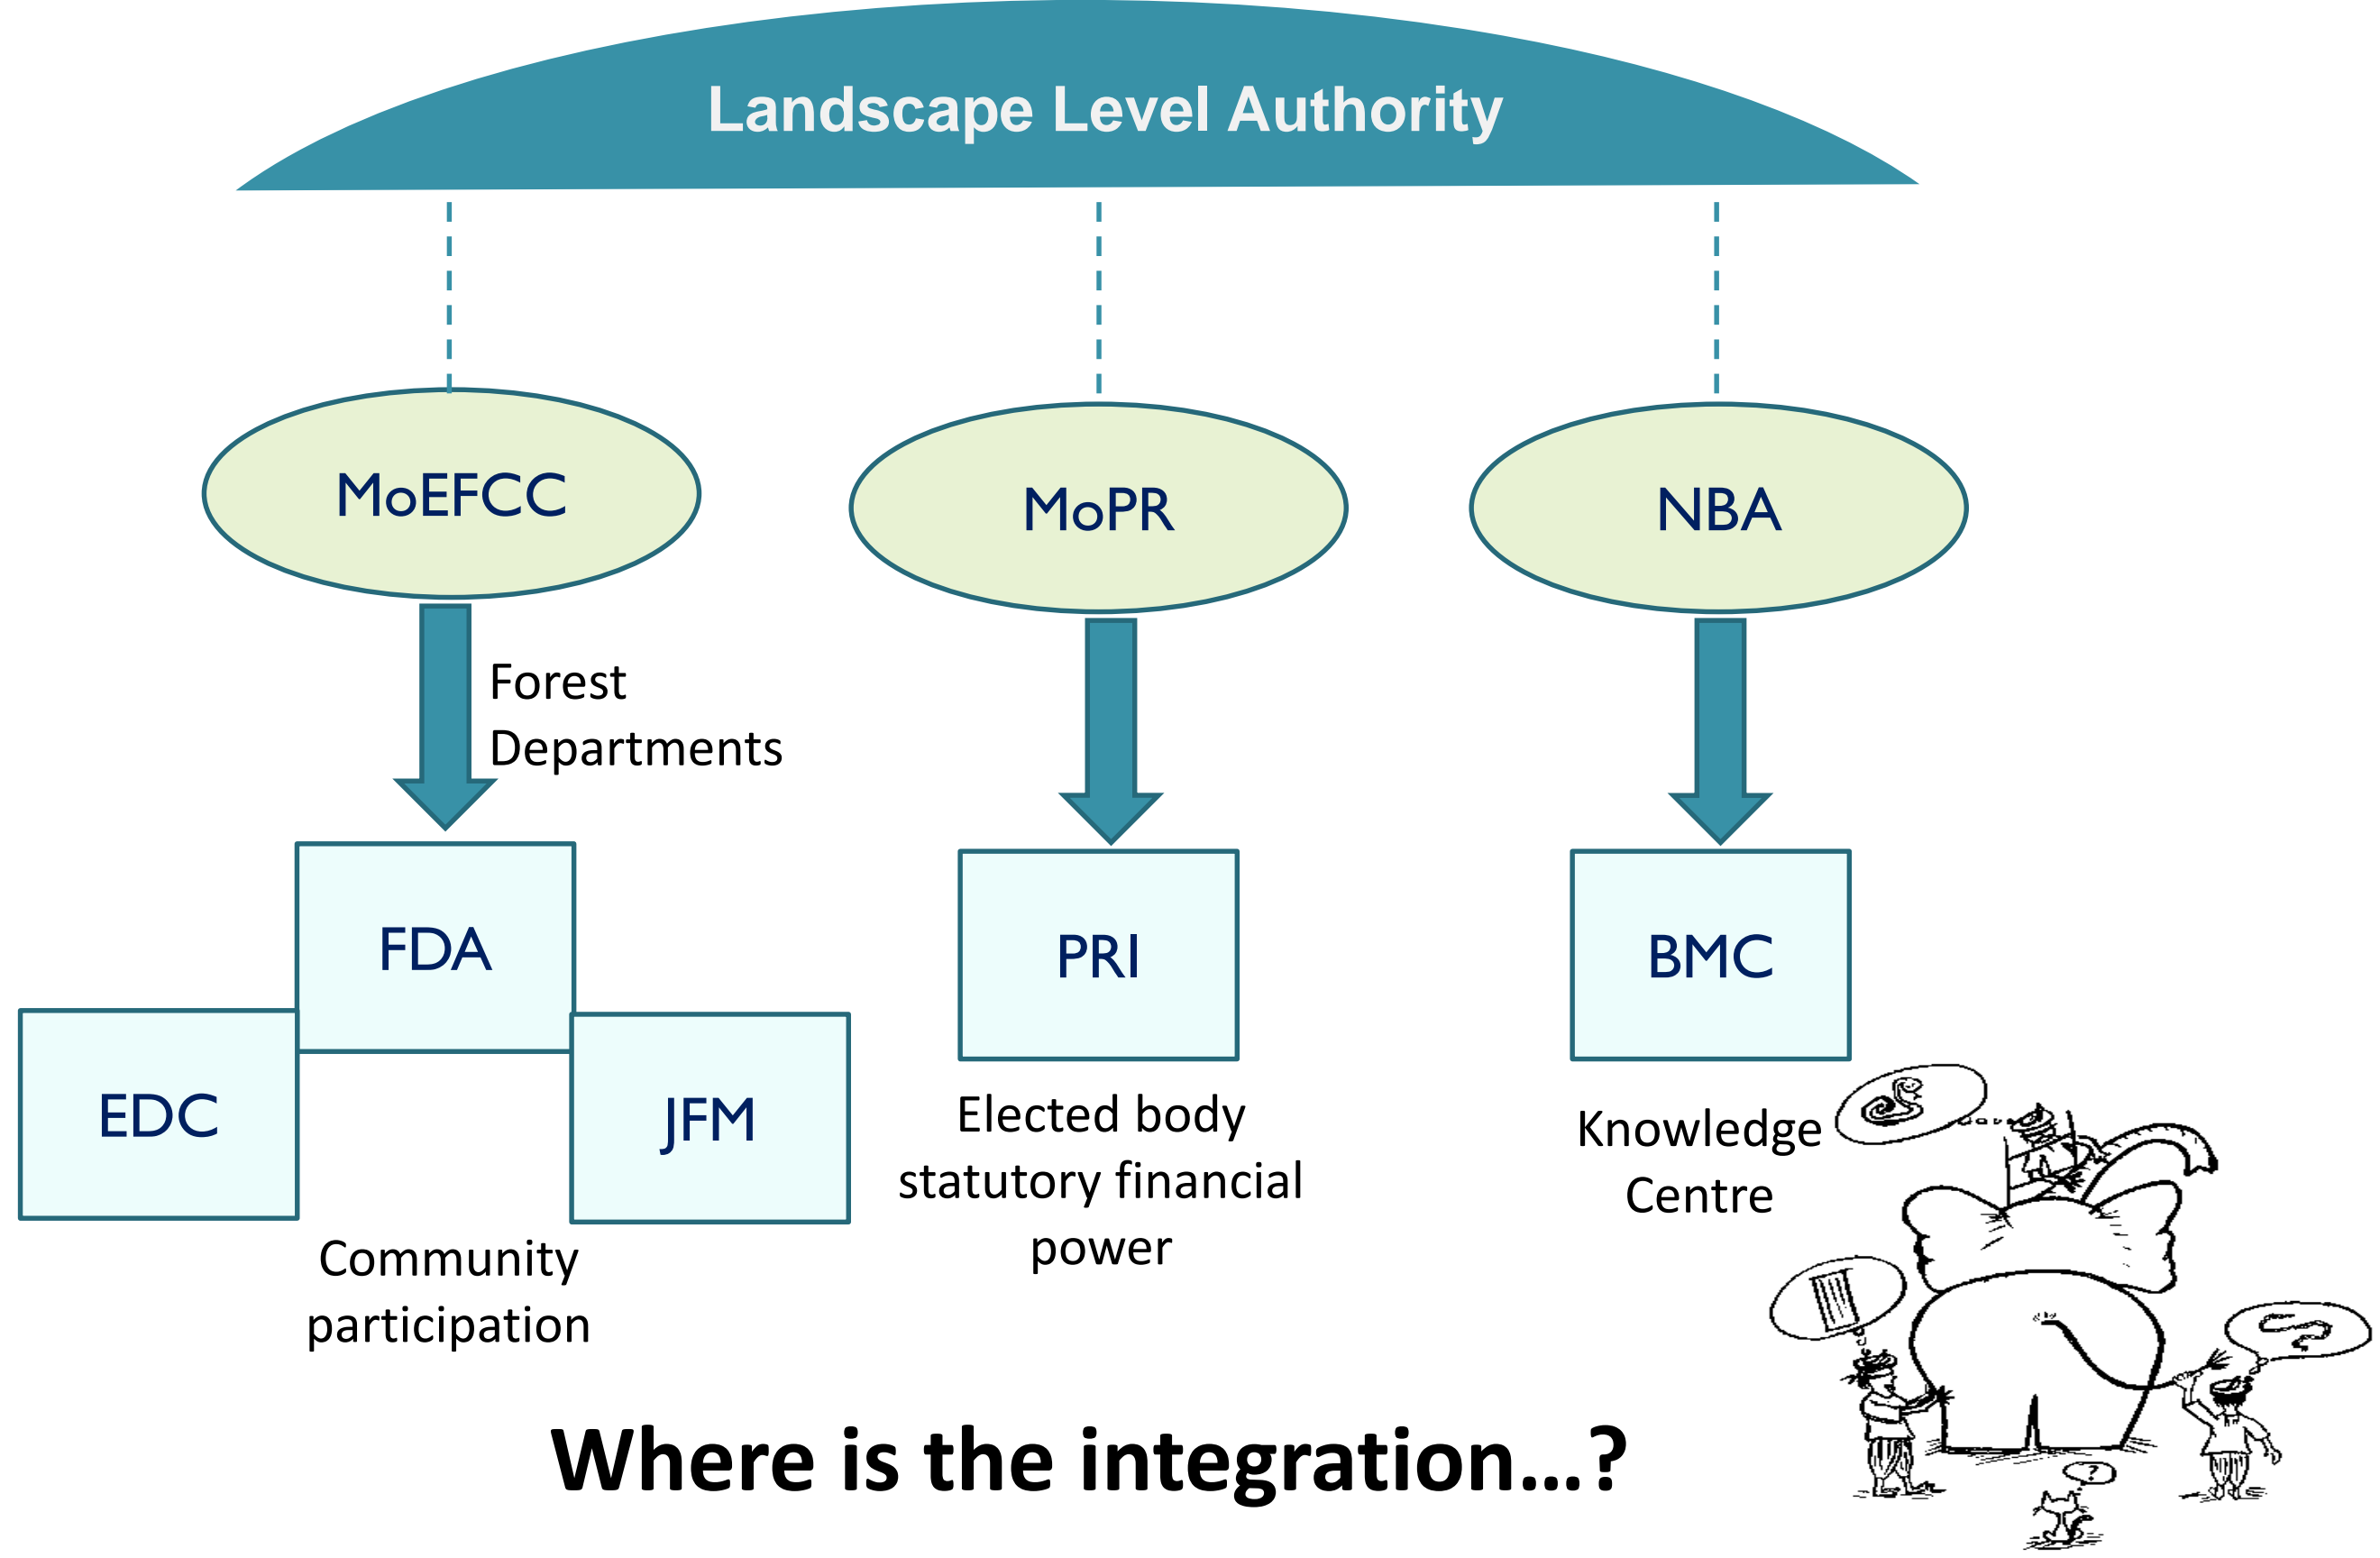 Landscape Level Authority
MoEFCC
MoPR
NBA
Forest
Departments
FDA
PRI
BMC
EDC
JFM
Elected body
statutory financial
power
Knowledge
Centre
Community
participation
?
Where is the integration...?
?